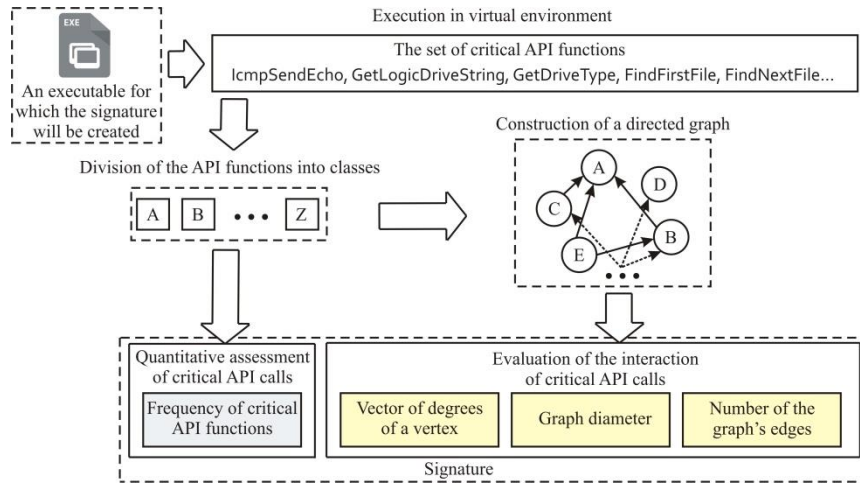 EXE
An executable for
which the signature
will be created
Execution in virtual environment
The set of critical API functions
IcmpSendEcho, GetLogicDriveString, GetDriveType, FindFirstFile, FindNextFile...
Division of the API functions into classes
A B ••• Z
Construction of a directed graph
A
D
C
B
E
•••
Quantitative assessment
of critical API calls
Frequency of critical
API functions
Evaluation of the interaction
of critical API calls
Vector of degrees
of a vertex
Graph diameter
Number of the
graph's edges
Signature